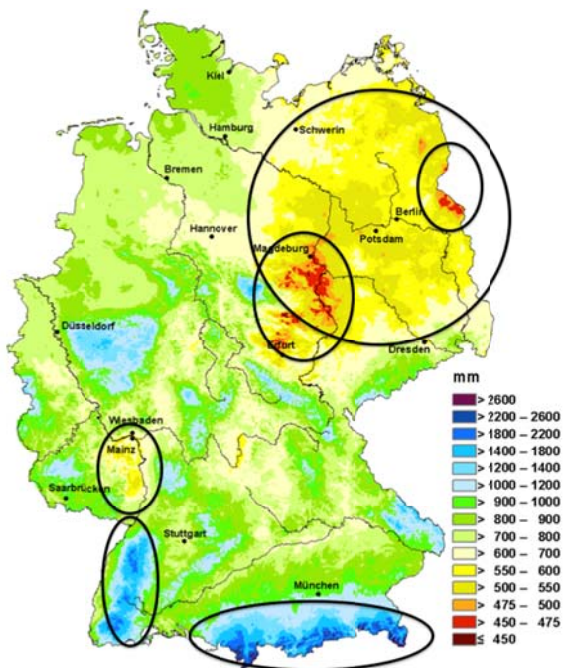 Kiel
Schwerin
Hamburg
Bremen
Berlin
Hannover
Magdeburg
Potsdam
Düsseldorf
Erfort
Dresden
Wiesbaden
Mainz
Saarbrücken
Stuttgart
München
mm
> 2600
> 2200 – 2600
> 1800 – 2200
> 1400 – 1800
> 1200 – 1400
> 1000 – 1200
> 900 – 1000
> 800 – 900
> 700 – 800
> 600 – 700
> 550 – 600
> 500 – 550
> 475 – 500
> 450 – 475
≤ 450